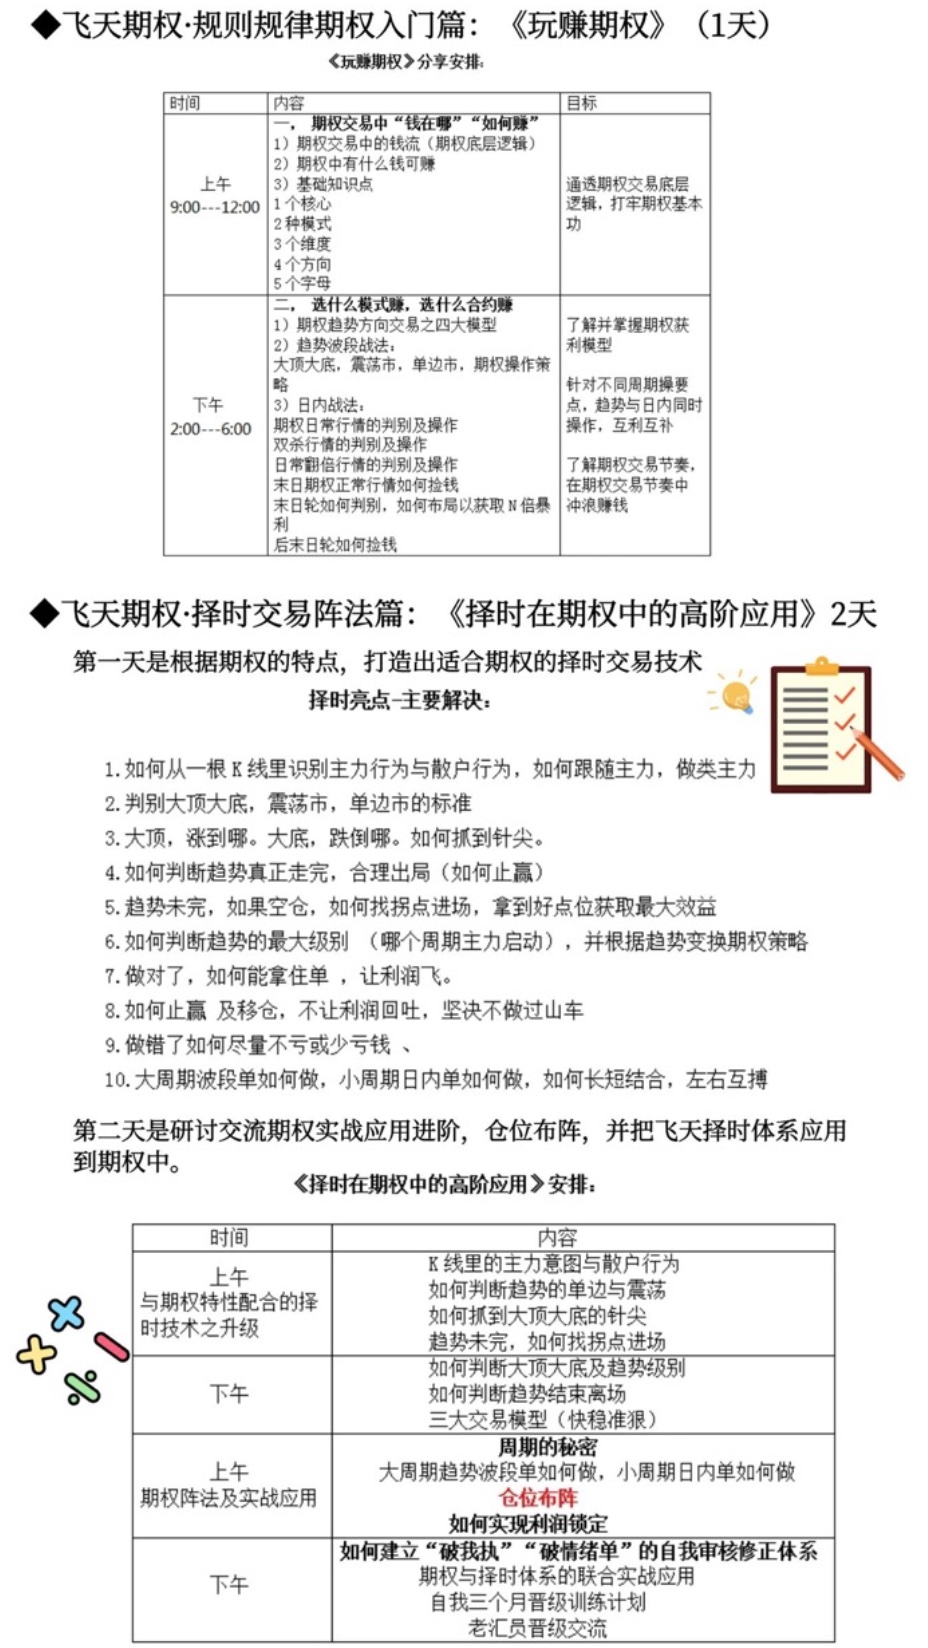 ◆飞天期权·规则规律期权入门篇：《玩赚期权》（1天）
《玩赚期权》分享安排：
时间 内容 目标
一， 期权交易中“钱在哪”“如何赚”
1）期权交易中的钱流（期权底层逻辑）
2）期权中有什么钱可赚
上午
9:00---12:00
3）基础知识点
1个核心
2种模式
3个维度
4个方向
5个字母
通透期权交易底层
逻辑，打牢期权基本
功
二， 选什么模式赚，选什么合约赚
1）期权趋势方向交易之四大模型
2）趋势波段战法：
大顶大底，震荡市，单边市，期权操作策
略
下午
2:00---6:00
3）日内战法：
期权日常行情的判别及操作
双杀行情的判别及操作
日常翻倍行情的判别及操作
末日期权正常行情如何捡钱
末日轮如何判别，如何布局以获取N倍暴
利
后末日轮如何捡钱
了解并掌握期权获
利模型
针对不同周期操要
点，趋势与日内同时
操作，互利互补
了解期权交易节奏，
在期权交易节奏中
冲浪赚钱
◆飞天期权·择时交易阵法篇：《择时在期权中的高阶应用》2天
第一天是根据期权的特点，打造出适合期权的择时交易技术
择时亮点-主要解决：
1.如何从一根K线里识别主力行为与散户行为，如何跟随主力，做类主力
2.判别大顶大底，震荡市，单边市的标准
3.大顶，涨到哪。大底，跌倒哪。如何抓到针尖。
4.如何判断趋势真正走完，合理出局（如何止赢）
5.趋势未完，如果空仓，如何找拐点进场，拿到好点位获取最大效益
6.如何判断趋势的最大级别 （哪个周期主力启动），并根据趋势变换期权策略
7.做对了，如何能拿住单 ，让利润飞。
8.如何止赢 及移仓，不让利润回吐，坚决不做过山车
9.做错了如何尽量不亏或少亏钱 、
10.大周期波段单如何做，小周期日内单如何做，如何长短结合，左右互搏
第二天是研讨交流期权实战应用进阶，仓位布阵，并把飞天择时体系应用
到期权中。
《择时在期权中的高阶应用》安排：
时间 内容
上午
与期权特性配合的择
时技术之升级
K线里的主力意图与散户行为
如何判断趋势的单边与震荡
如何抓到大顶大底的针尖
趋势未完，如何找拐点进场
下午
如何判断大顶大底及趋势级别
如何判断趋势结束离场
三大交易模型（快稳准狠）
上午
期权阵法及实战应用
周期的秘密
大周期趋势波段单如何做，小周期日内单如何做
仓位布阵
如何实现利润锁定
下午
如何建立“破我执”“破情绪单”的自我审核修正体系
期权与择时体系的联合实战应用
自我三个月晋级训练计划
老汇员晋级交流